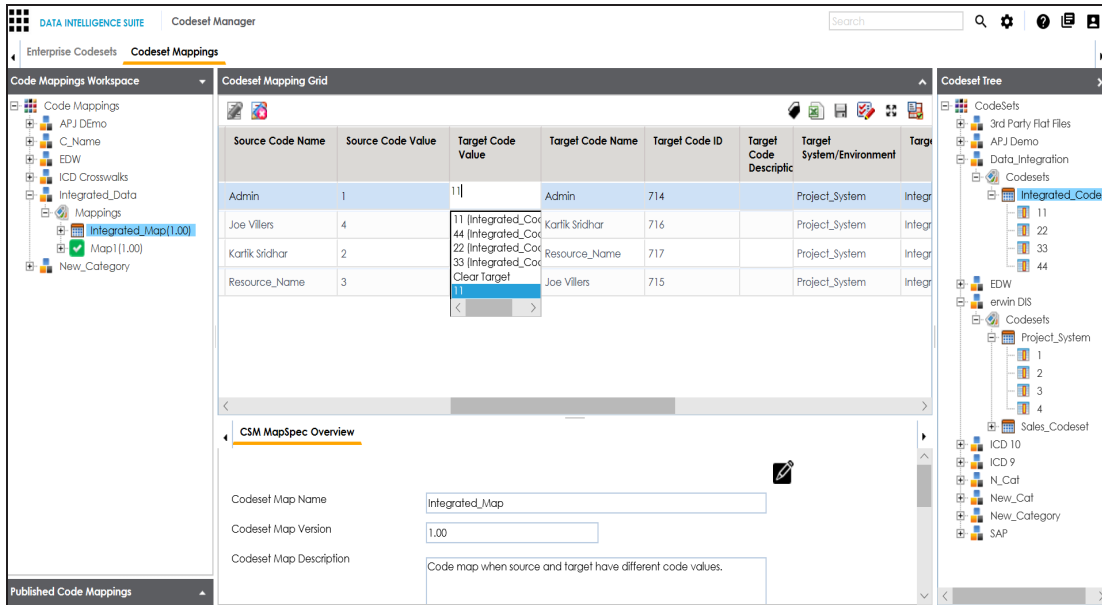 DATA INTELLIGENCE SUITE Codeset Manager Search
Enterprise Codesets Codeset Mappings
Code Mappings Workspace
Code Mappings
APJ DEmo
C_Name
EDW
ICD Crosswalks
Integrated_Data
Mappings
Integrated_Map(1.00)
Map1(1.00)
New_Category
Published Code Mappings
Codeset Mapping Grid
Source Code Name Source Code Value Target Code Value Target Code Name Target Code ID Target Code Descriptic Target System/Environment Targe
Admin 1 11 Admin 714 Project_System Integr
Joe Villers 4 Kartik Sridhar 716 Project_System Integr
Kartik Sridhar 2 Resource_Name 717 Project_System Integr
Resource_Name 3 Joe Villers 715 Project_System Integr
11 (Integrated_Coc
44 (Integrated_Coc
22 (Integrated_Coc
33 (Integrated_Coc
Clear Target
11
CSM MapSpec Overview
Codeset Map Name Integrated_Map
Codeset Map Version 1.00
Codeset Map Description Code map when source and target have different code values.
Codeset Tree
CodeSets
3rd Party Flat Files
APJ Demo
Data_Integration
Codesets
Integrated_Code
11
22
33
44
EDW
erwin DIS
Codesets
Project_System
1
2
3
4
Sales_Codeset
ICD 10
ICD 9
N_Cat
New_Cat
New_Category
SAP